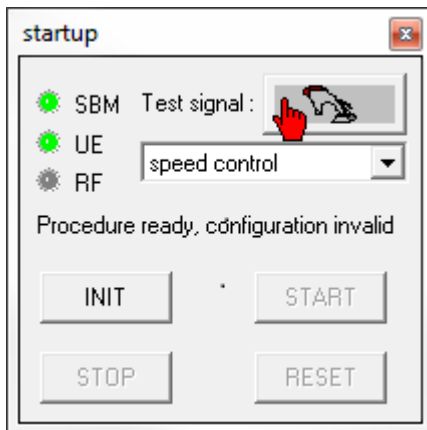 startup
SBM Test signal :
UE
speed control
RF
Procedure ready, configuration invalid
INIT START
STOP RESET